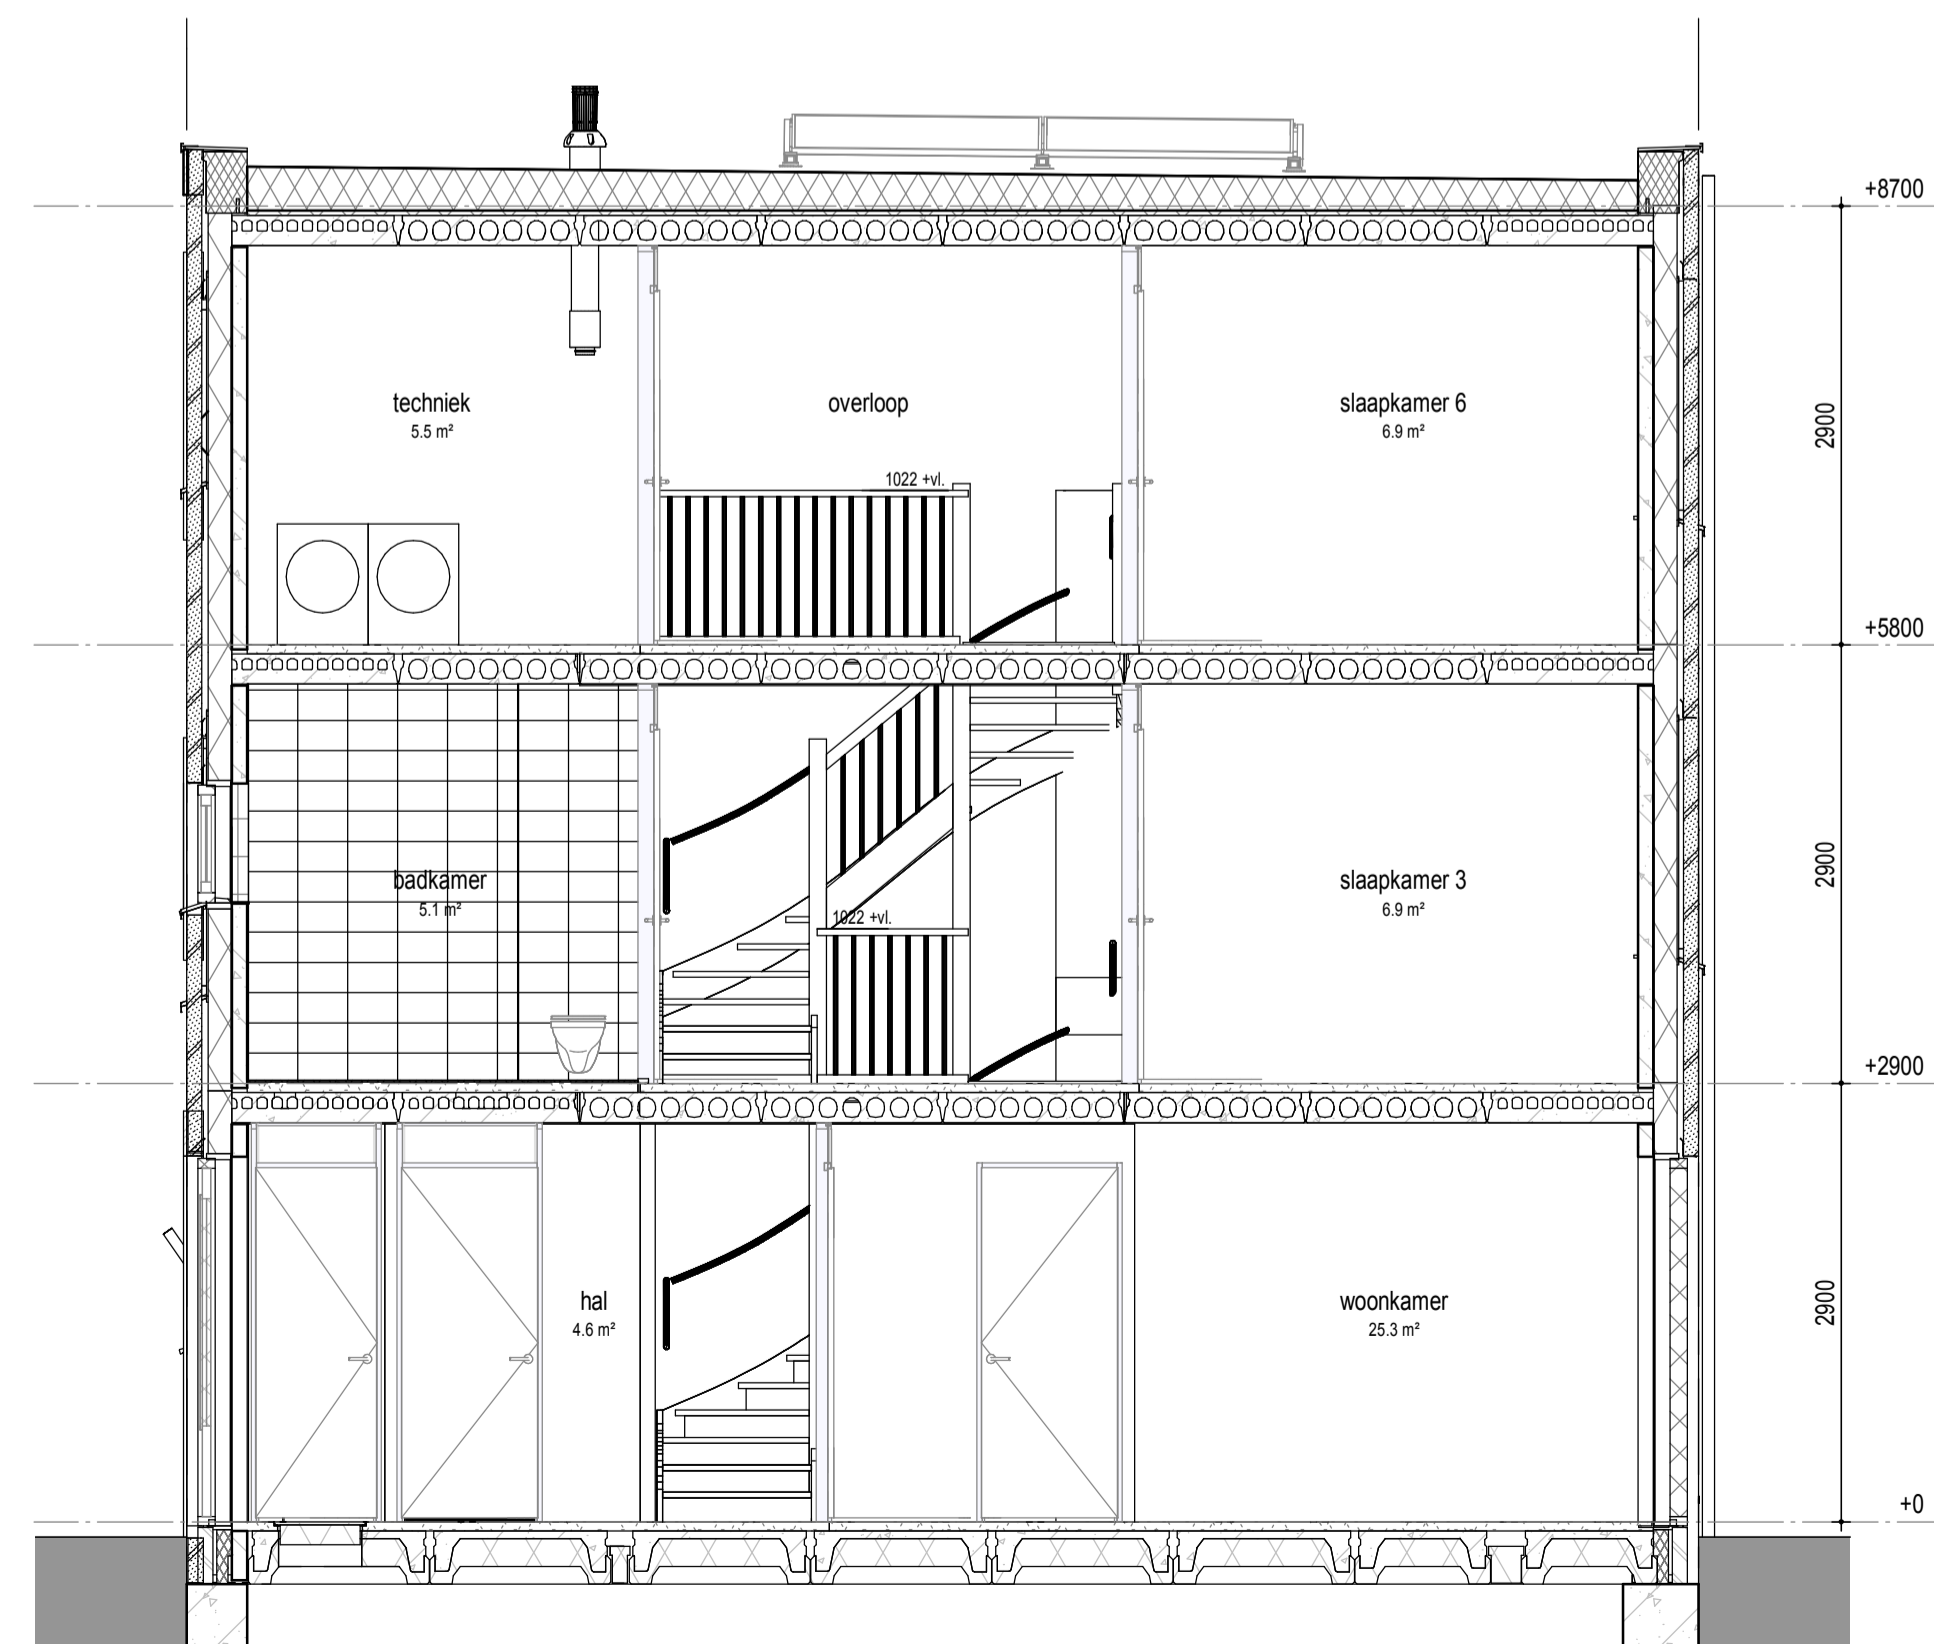 +8700
2900
techniek
5.5 m²
overloop
slaapkamer 6
6.9 m²
1022 +vl.
+5800
2900
badkamer
5.1 m²
1022 +vl.
slaapkamer 3
6.9 m²
+2900
2900
hal
4.6 m²
woonkamer
25.3 m²
+0